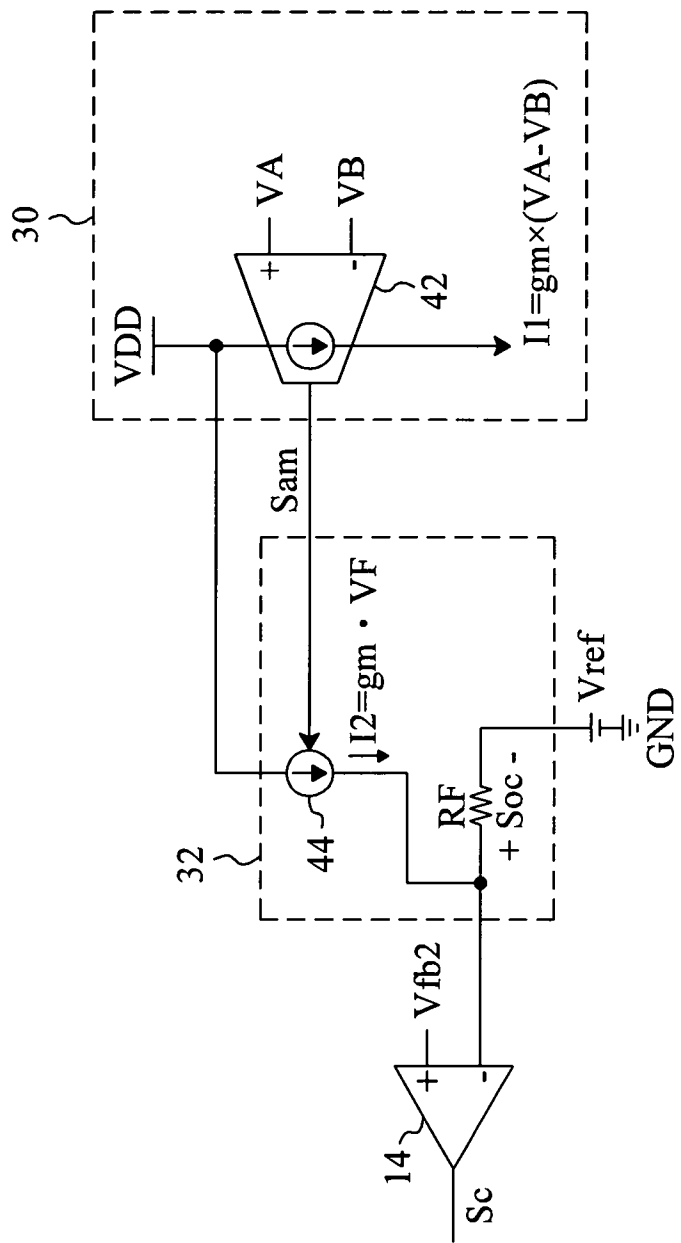 30
VDD
VA
+
-
VB
42
I1=gm×(VA-VB)
Sam
32
44
I2=gm · VF
RF
+ Soc -
Vref
GND
14
+
-
Vfb2
Sc